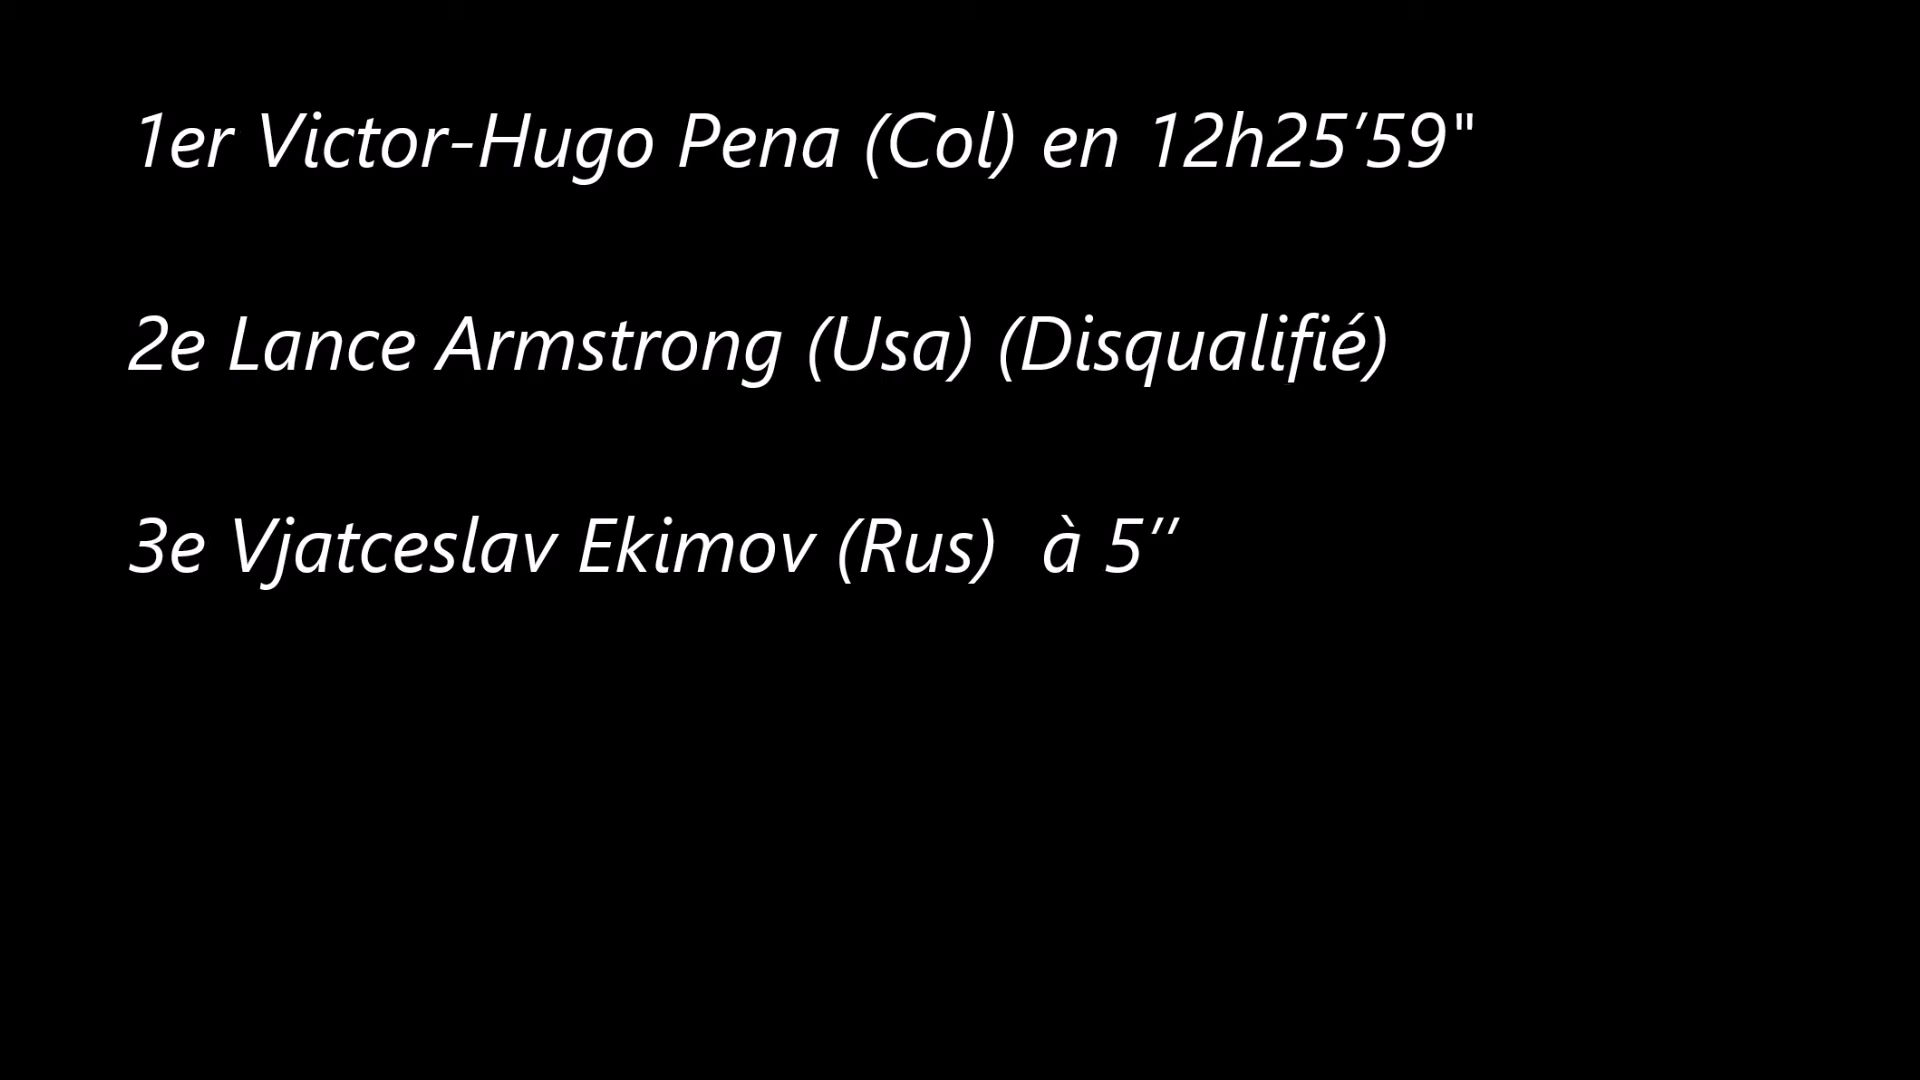 1er Victor-Hugo Pena (Col) en 12h25’59"
2e Lance Armstrong (Usa) (Disqualifié)
3e Vjatceslav Ekimov (Rus)  à 5’’